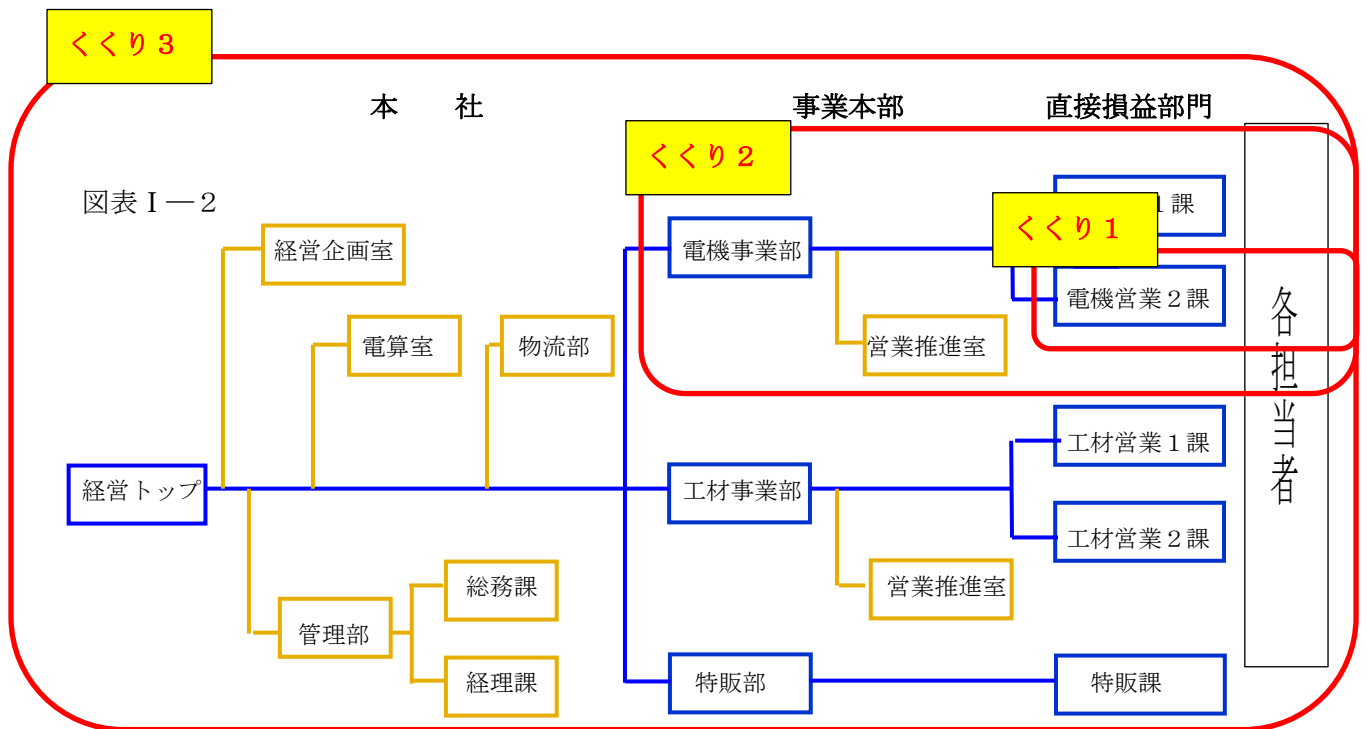 くくり３
本　　社
事業本部
直接損益部門
くくり２
図表Ⅰ―２
１課
くくり１
経営企画室
電機事業部
電機営業２課
電算室
物流部
営業推進室
各担当者
工材営業１課
経営トップ
工材事業部
工材営業２課
総務課
営業推進室
管理部
経理課
特販部
特販課